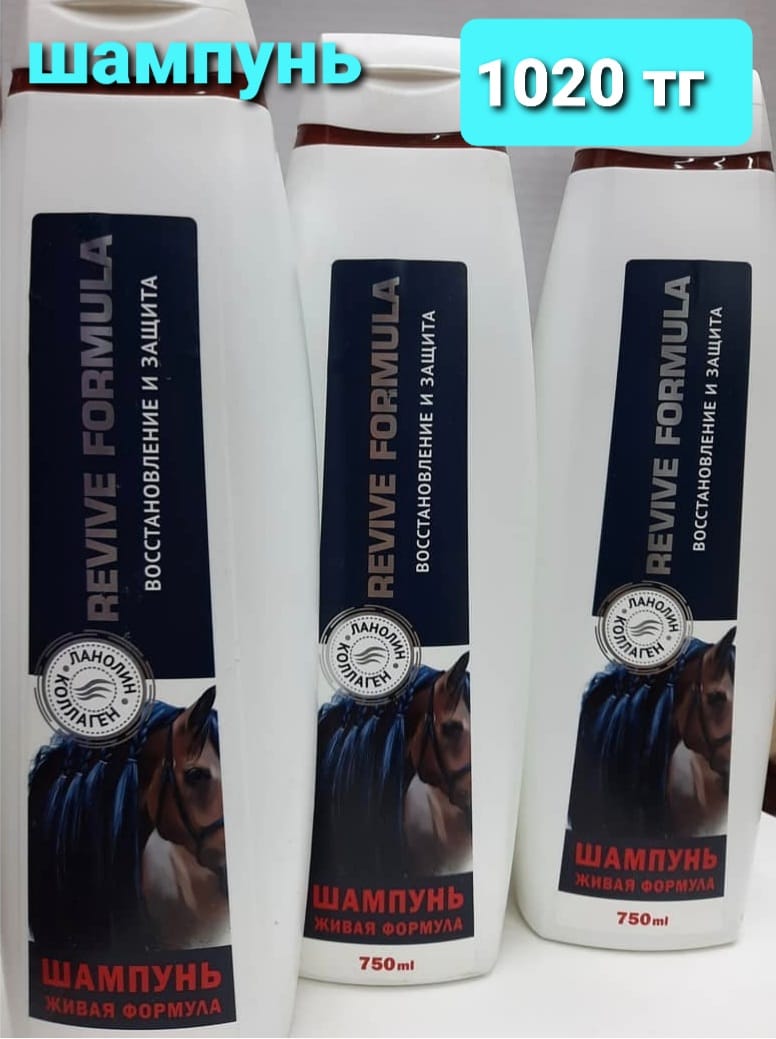 шампунь
1020 тг
REVIVE FORMULA
ВОССТАНОВЛЕНИЕ И ЗАЩИТА
ЛАНОЛИН
КОЛЛАГЕН
ШАМПУНЬ
ЖИВАЯ ФОРМУЛА
REVIVE FORMULA
ВОССТАНОВЛЕНИЕ И ЗАЩИТА
ЛАНОЛИН
КОЛЛАГЕН
ШАМПУНЬ
ЖИВАЯ ФОРМУЛА
750ml
REVIVE FORMULA
ВОССТАНОВЛЕНИЕ И ЗАЩИТА
ЛАНОЛИН
КОЛЛАГЕН
ШАМПУНЬ
ЖИВАЯ ФОРМУЛА
750ml